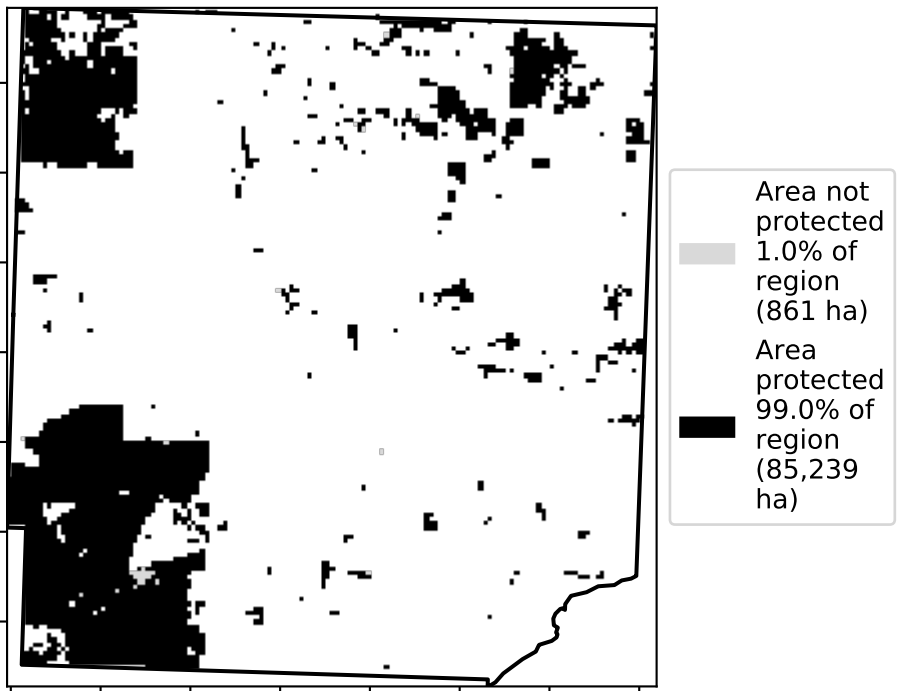 Area not
protected
1.0% of
region
(861 ha)
Area
protected
99.0% of
region
(85,239
ha)